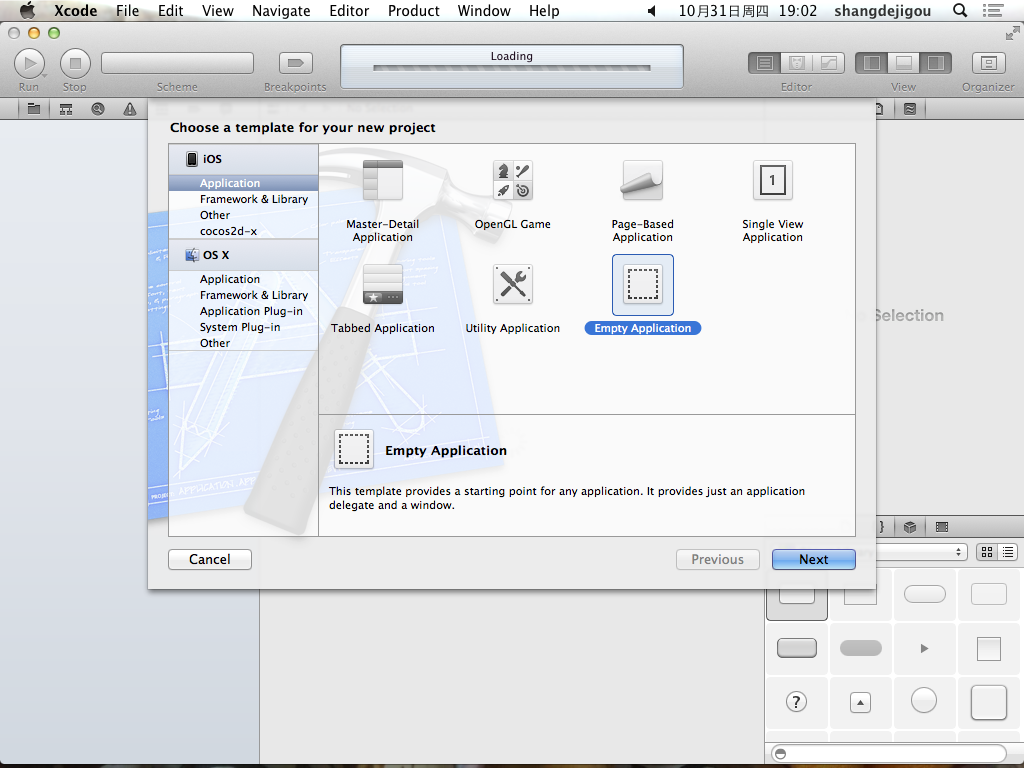 Xcode File Edit View Navigate Editor Product Window Help 10月31日周四 19:02 shangdejigou
Loading
Run Stop Scheme Breakpoints Editor View Organizer
Choose a template for your new project
iOS
Application
Framework & Library
Other
cocos2d-x
OS X
Application
Framework & Library
Application Plug-in
System Plug-in
Other
Master-Detail
Application
OpenGL Game
Page-Based
Application
1
Single View
Application
Tabbed Application
Utility Application
Empty Application
Selection
Empty Application
This template provides a starting point for any application. It provides just an application
delegate and a window.
Cancel Previous Next